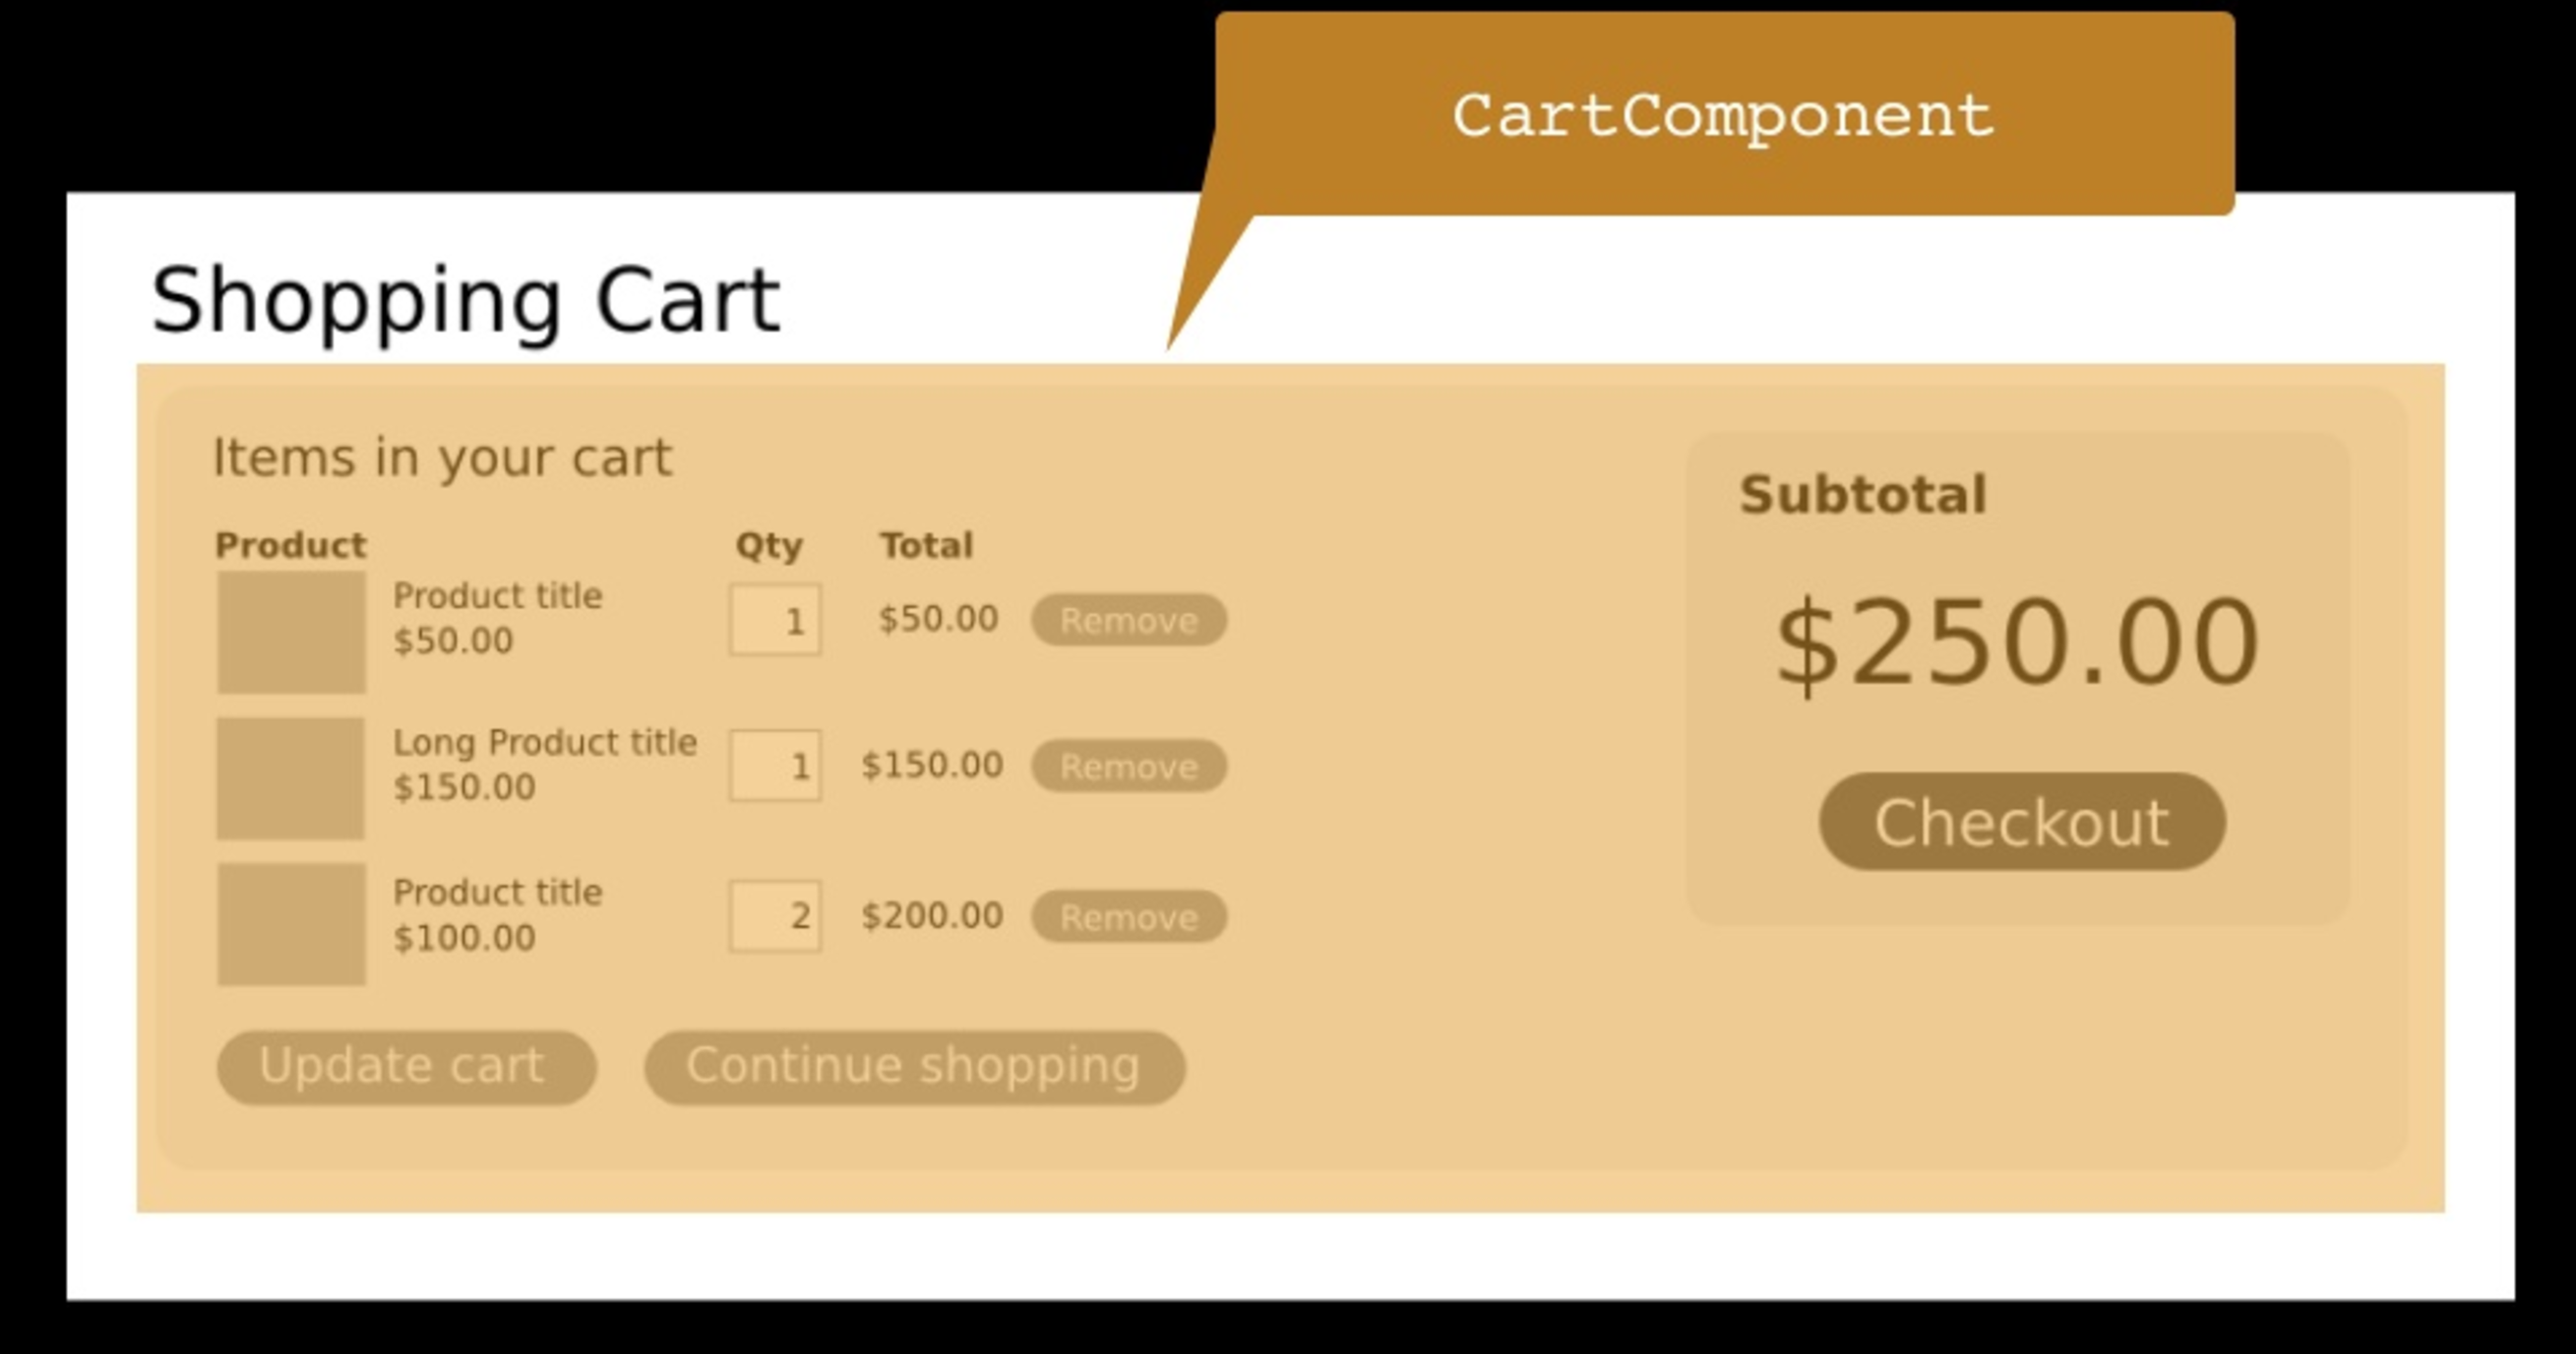 CartComponent
Shopping Cart
Items in your cart
Product Qty Total
Product title
$50.00
1 $50.00 Remove
Long Product title
$150.00
1 $150.00 Remove
Product title
$100.00
2 $200.00 Remove
Update cart Continue shopping
Subtotal
$250.00
Checkout